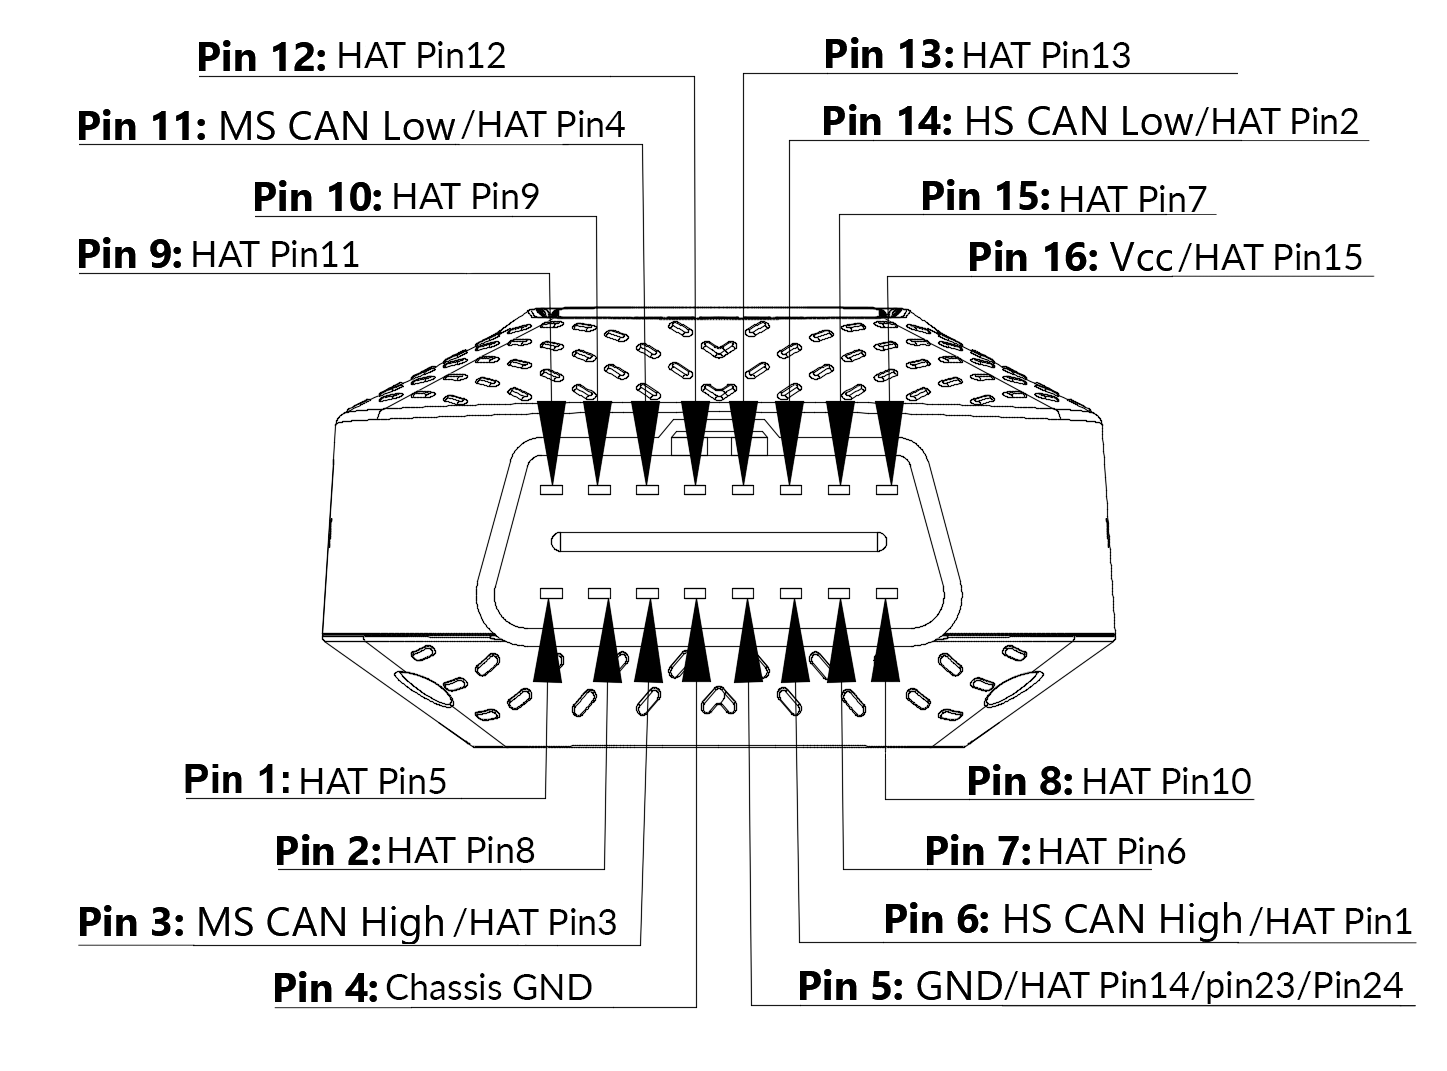 Pin 12: HAT Pin12
Pin 13: HAT Pin13
Pin 11: MS CAN Low/HAT Pin4
Pin 14: HS CAN Low/HAT Pin2
Pin 10: HAT Pin9
Pin 15: HAT Pin7
Pin 9: HAT Pin11
Pin 16: Vcc/HAT Pin15
Pin 1: HAT Pin5
Pin 8: HAT Pin10
Pin 2: HAT Pin8
Pin 7: HAT Pin6
Pin 3: MS CAN High/HAT Pin3
Pin 6: HS CAN High/HAT Pin1
Pin 4: Chassis GND
Pin 5: GND/HAT Pin14/pin23/Pin24